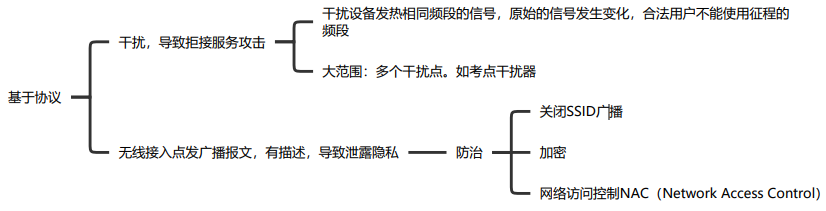 干扰设备发热相同频段的信号，原始的信号发生变化，合法用户不能使用征程的
频段
干扰，导致拒接服务攻击
大范围：多个干扰点。如考点干扰器
基于协议
关闭SSID广播
无线接入点发广播报文，有描述，导致泄露隐私
防治
加密
网络访问控制NAC（Network Access Control）